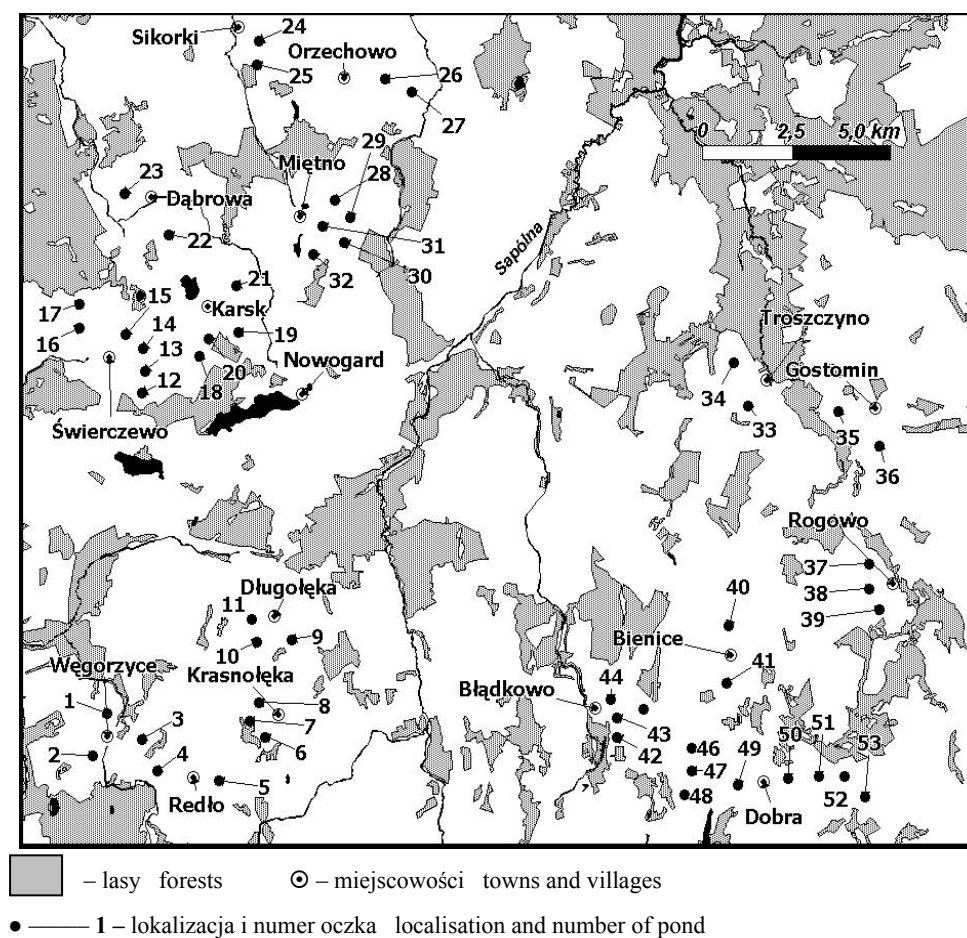 Sikorki 24
Orzechowo
25 26
27
0 2,5 5,0 km
29
Miętno 28
23
Dąbrowa
31
22 Sapólna
30
32
21
15
17 Karsk
14 19 Troszczyno
16
13 Nowogard Gostomin
12 20
18 34
33
Świerczewo 35
36
Rogowo
37
Długołęka 38
11 40
39
9
10 Bienice
Węgorzyce Krasnołęka 41
44
8 Błądkowo
1
3 7 43 51
50
2 4 6 42 46 49 53
47
5 48 52
Redło Dobra
– lasy forests – miejscowości towns and villages
1 – lokalizacja i numer oczka localisation and number of pond